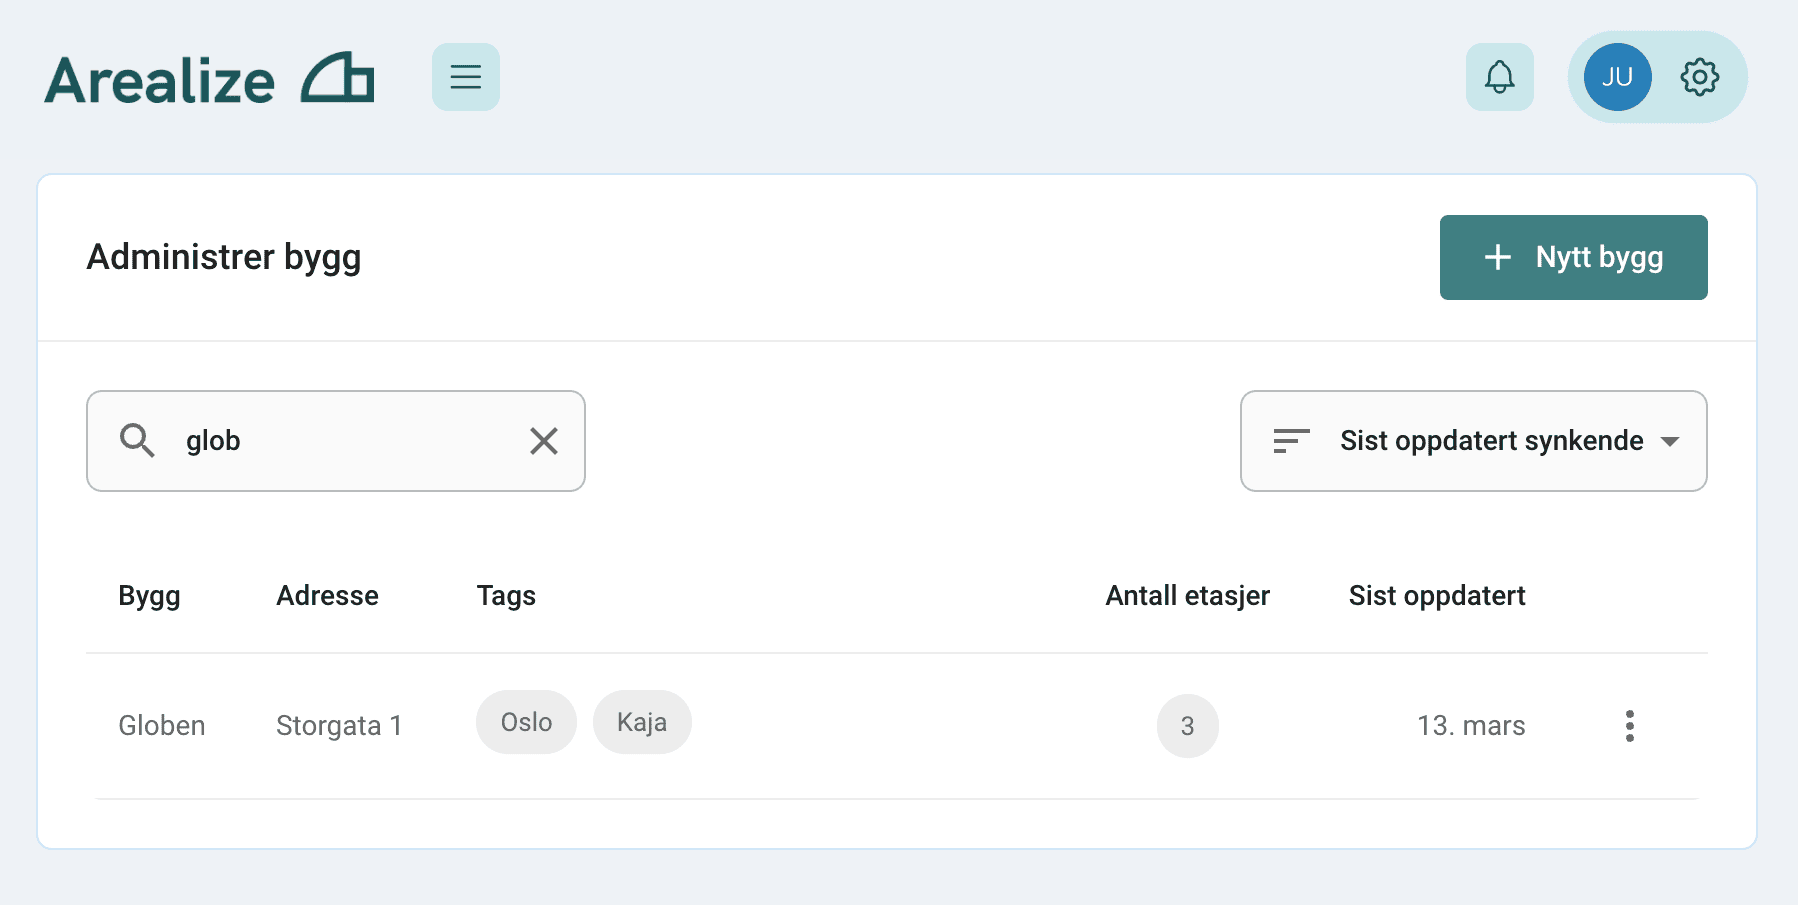 Arealize
JU
Administrer bygg
+ Nytt bygg
glob
Sist oppdatert synkende
Bygg Adresse Tags Antall etasjer Sist oppdatert
Globen Storgata 1 Oslo Kaja 3 13. mars